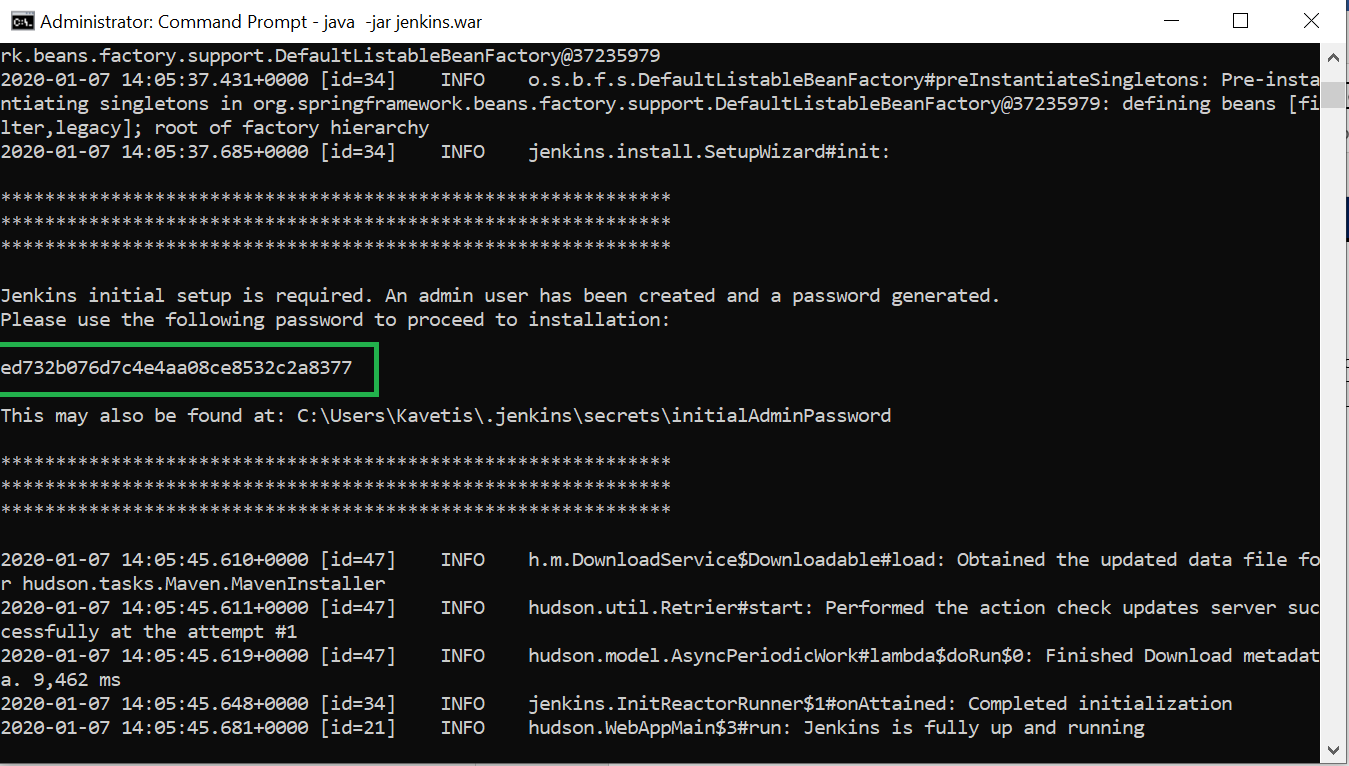 Administrator: Command Prompt - java  -jar jenkins.war
rk.beans.factory.support.DefaultListableBeanFactory@37235979
2020-01-07 14:05:37.431+0000 [id=34]    INFO    o.s.b.f.s.DefaultListableBeanFactory#preInstantiateSingletons: Pre-insta
ntiating singletons in org.springframework.beans.factory.support.DefaultListableBeanFactory@37235979: defining beans [fi
lter,legacy]; root of factory hierarchy
2020-01-07 14:05:37.685+0000 [id=34]    INFO    jenkins.install.SetupWizard#init:
*************************************************************
*************************************************************
*************************************************************
Jenkins initial setup is required. An admin user has been created and a password generated.
Please use the following password to proceed to installation:
ed732b076d7c4e4aa08ce8532c2a8377
This may also be found at: C:\Users\Kavetis\.jenkins\secrets\initialAdminPassword
*************************************************************
*************************************************************
*************************************************************
2020-01-07 14:05:45.610+0000 [id=47]    INFO    h.m.DownloadService$Downloadable#load: Obtained the updated data file fo
r hudson.tasks.Maven.MavenInstaller
2020-01-07 14:05:45.611+0000 [id=47]    INFO    hudson.util.Retrier#start: Performed the action check updates server suc
cessfully at the attempt #1
2020-01-07 14:05:45.619+0000 [id=47]    INFO    hudson.model.AsyncPeriodicWork#lambda$doRun$0: Finished Download metadat
a. 9,462 ms
2020-01-07 14:05:45.648+0000 [id=34]    INFO    jenkins.InitReactorRunner$1#onAttained: Completed initialization
2020-01-07 14:05:45.681+0000 [id=21]    INFO    hudson.WebAppMain$3#run: Jenkins is fully up and running